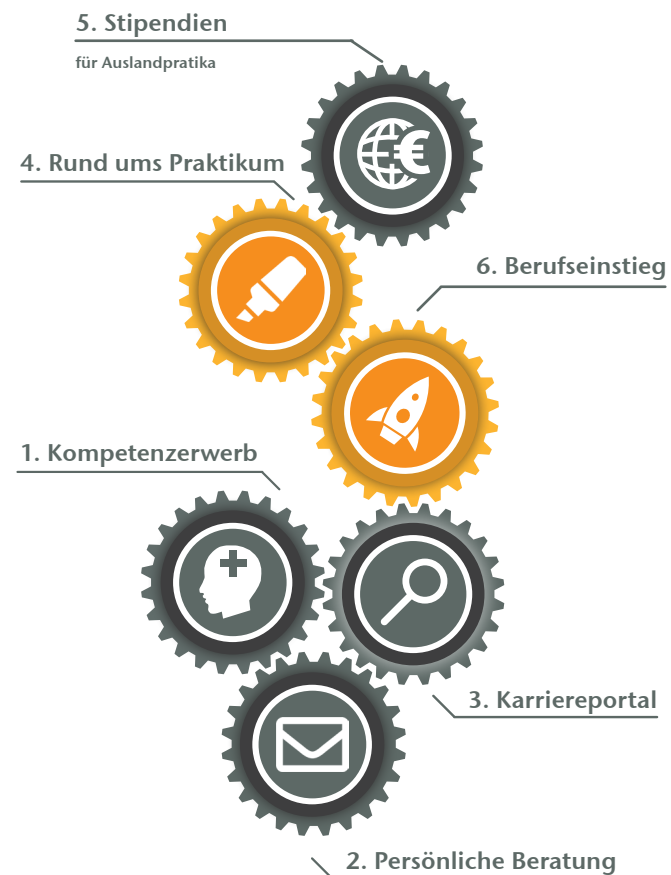 5. Stipendien
für Auslandpratika
4. Rund ums Praktikum
6. Berufseinstieg
1. Kompetenzerwerb
3. Karriereportal
2. Persönliche Beratung